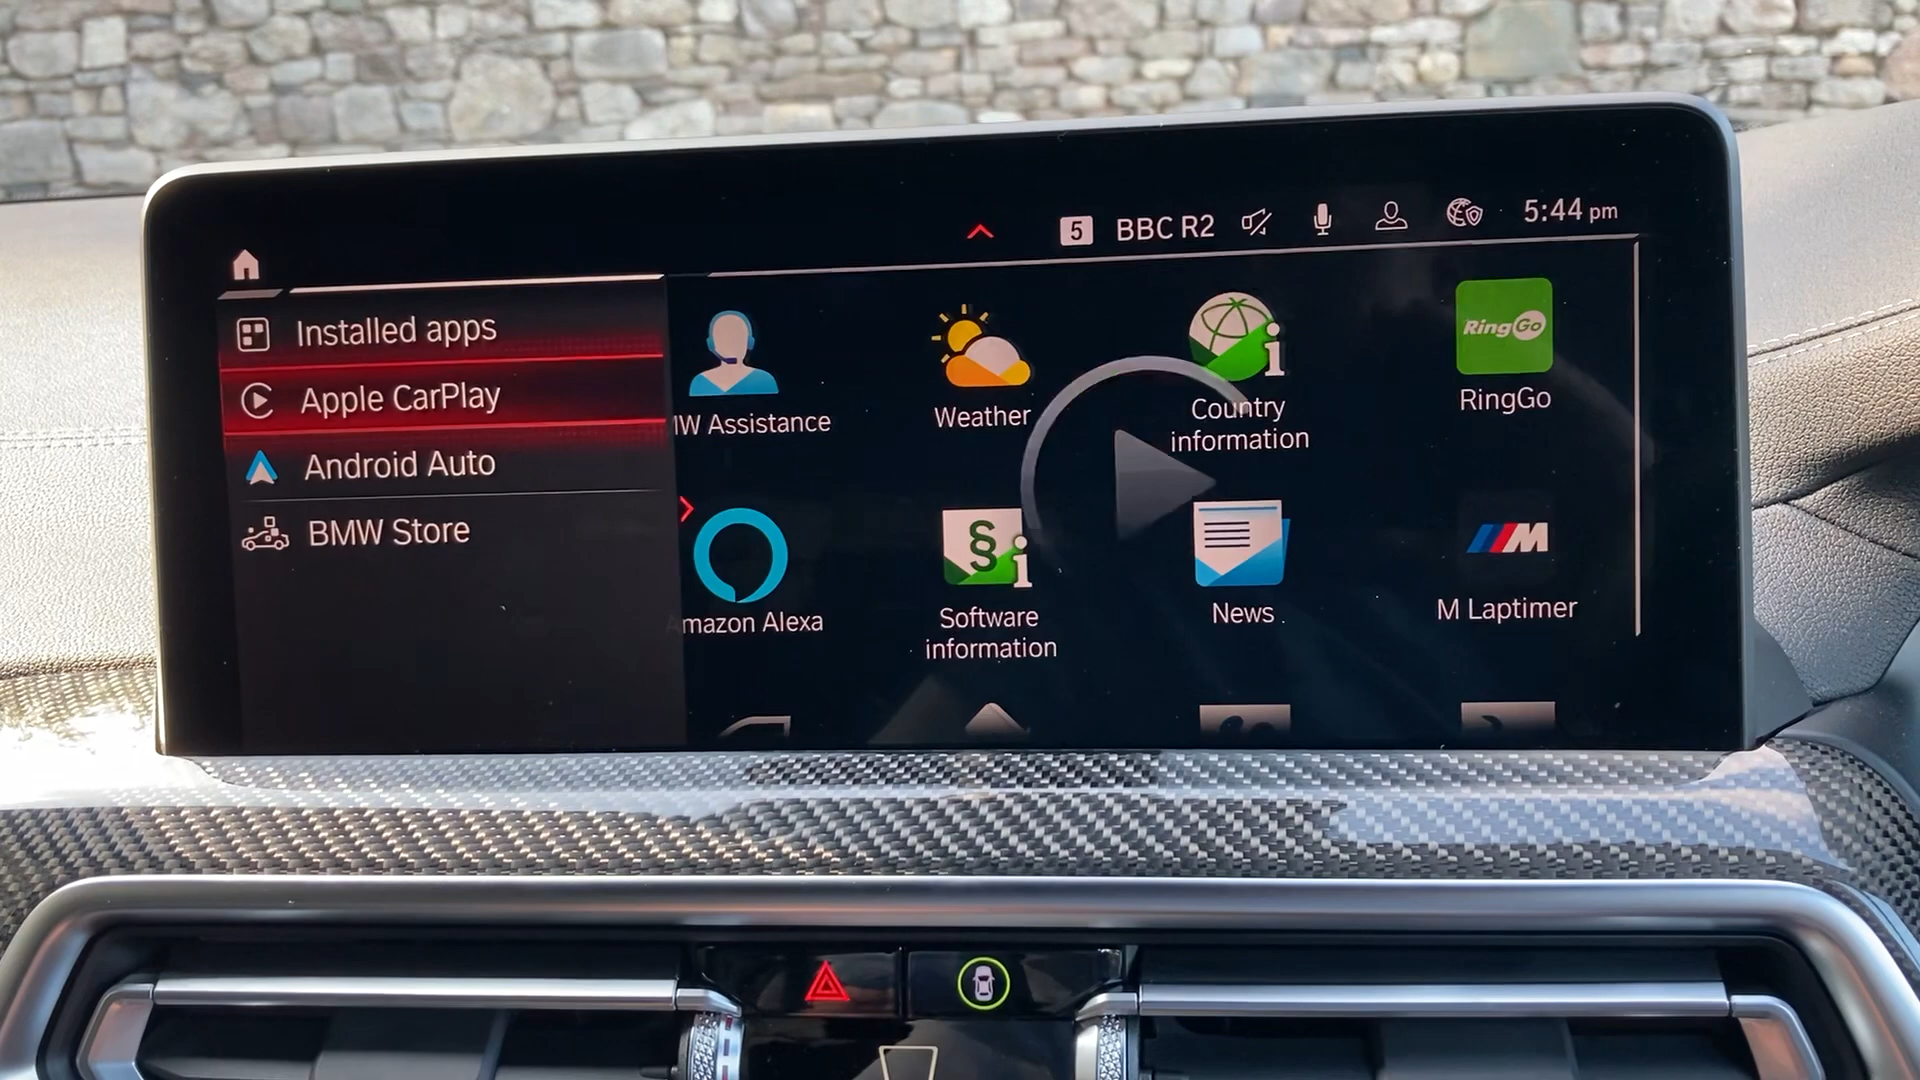 5 BBC R2 5:44 pm
Installed apps
Apple CarPlay
Android Auto
BMW Store
Assistance
Weather
Country
information
RingGo
RingGo
Alexa
Software
information
§ i
i
News
M
M Laptimer